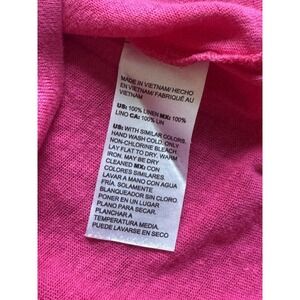 MADE IN VIETNAM/ HECHO
EN VIETNAM/ FABRIQUÉ AU
VIETNAM
US: 100% LINEN MX: 100%
LINO CA: 100% LIN
US: WITH SIMILAR COLORS.
HAND WASH COLD. ONLY
NON-CHLORINE BLEACH.
LAY FLAT TO DRY. WARM
IRON. MAY BE DRY
CLEANED MX: CON
COLORES SIMILARES.
LAVAR A MANO CON AGUA
FRÍA. SOLAMENTE
BLANQUEADOR SIN CLORO.
PONER EN UN LUGAR
PLANO PARA SECAR.
PLANCHAR A
TEMPERATURA MEDIA.
PUEDE LAVARSE EN SECO